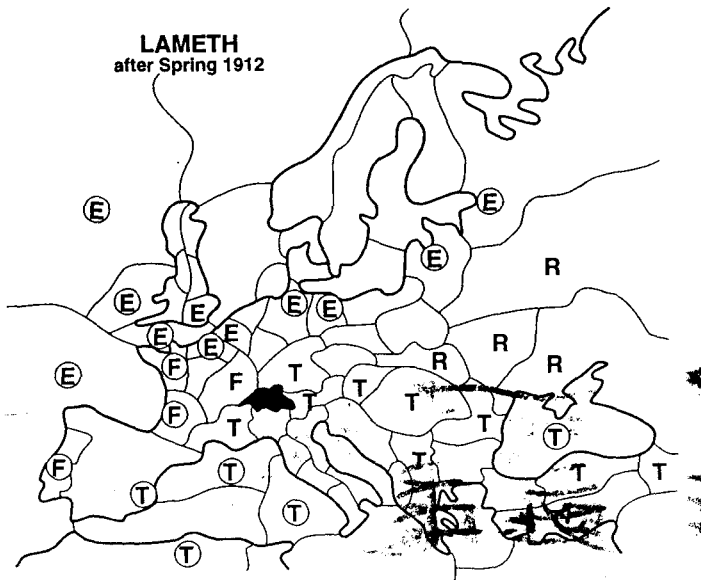 LAMETH
after Spring 1912
E E
E R
E E E E
E E E
F R R R
E F T T
T T
F T T T
F T T T T
T T
T